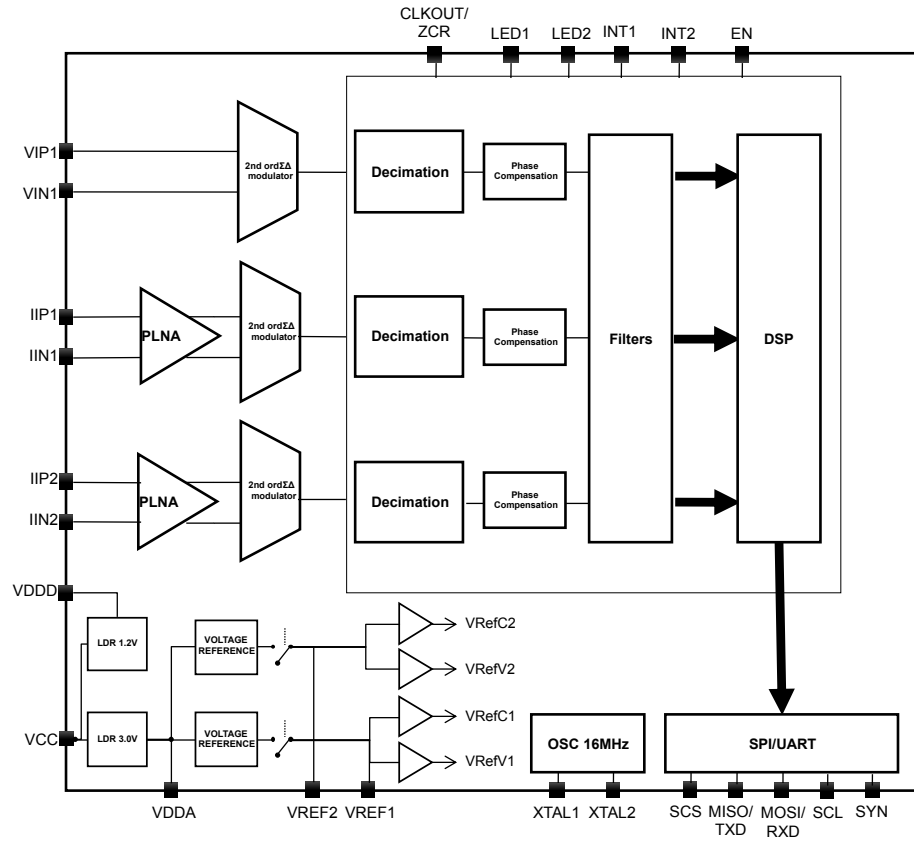 CLKOUT/
ZCR
LED1
LED2
INT1
INT2
EN
VIP1
VIN1
2nd ordΣΔ
modulator
Decimation
Phase
Compensation
IIP1
IIN1
PLNA
2nd ordΣΔ
modulator
Decimation
Phase
Compensation
Filters
DSP
IIP2
IIN2
PLNA
2nd ordΣΔ
modulator
Decimation
Phase
Compensation
VDDD
LDR 1.2V
VOLTAGE
REFERENCE
VRefC2
VRefV2
VCC
LDR 3.0V
VOLTAGE
REFERENCE
VRefC1
VRefV1
OSC 16MHz
SPI/UART
VDDA
VREF2
VREF1
XTAL1
XTAL2
SCS
MISO/
TXD
MOSI/
RXD
SCL
SYN